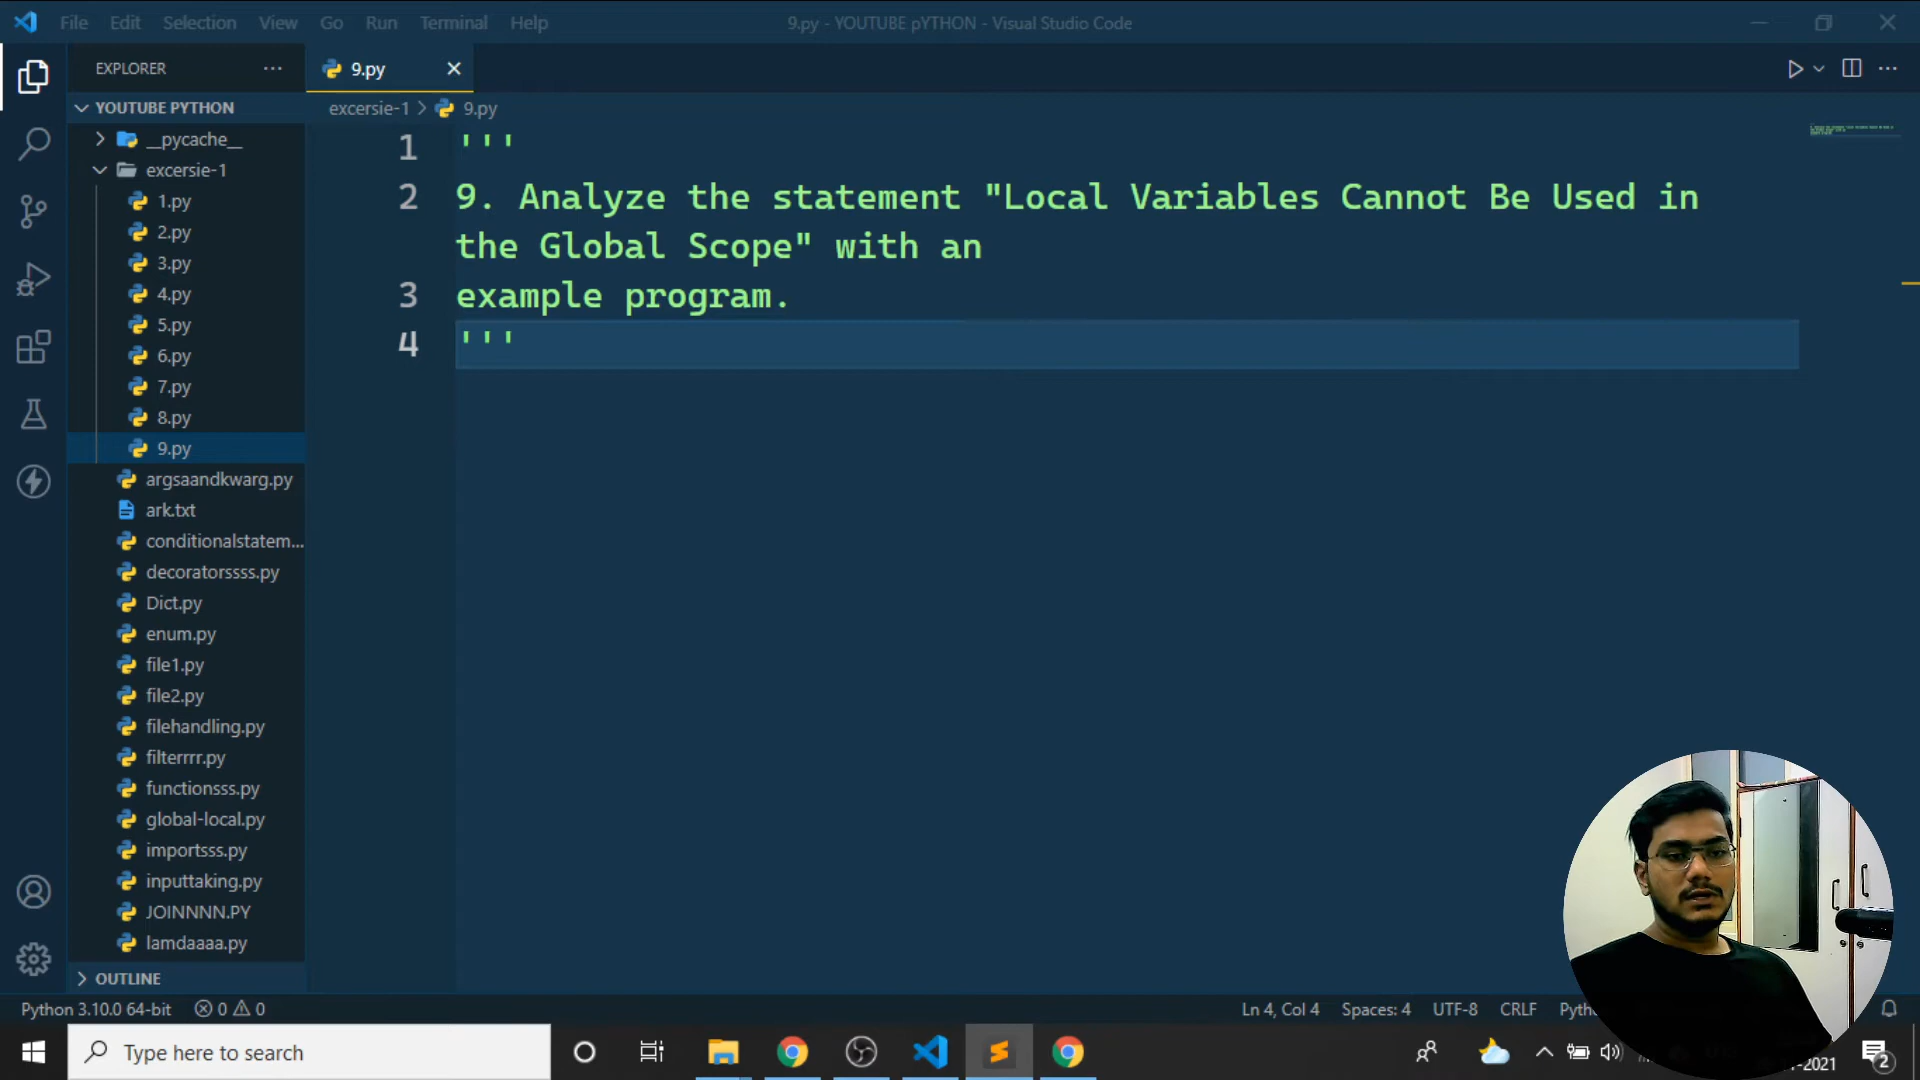 File Edit Selection View Go Run Terminal Help
9.py - YOUTUBE pYTHON - Visual Studio Code
EXPLORER
9.py
YOUTUBE PYTHON
excersie-1 > 9.py
__pycache__
excersie-1
1.py
2.py
3.py
4.py
5.py
6.py
7.py
8.py
9.py
argsaandkwarg.py
ark.txt
conditionalstatem...
decoratorssss.py
Dict.py
enum.py
file1.py
file2.py
filehandling.py
filterrrr.py
functionsss.py
global-local.py
importsss.py
inputtaking.py
JOINNNN.PY
lamdaaaa.py
OUTLINE
1 '''
2 9. Analyze the statement "Local Variables Cannot Be Used in
the Global Scope" with an
3 example program.
4 '''
Python 3.10.0 64-bit 0 0
Ln 4, Col 4 Spaces: 4 UTF-8 CRLF
Type here to search
2